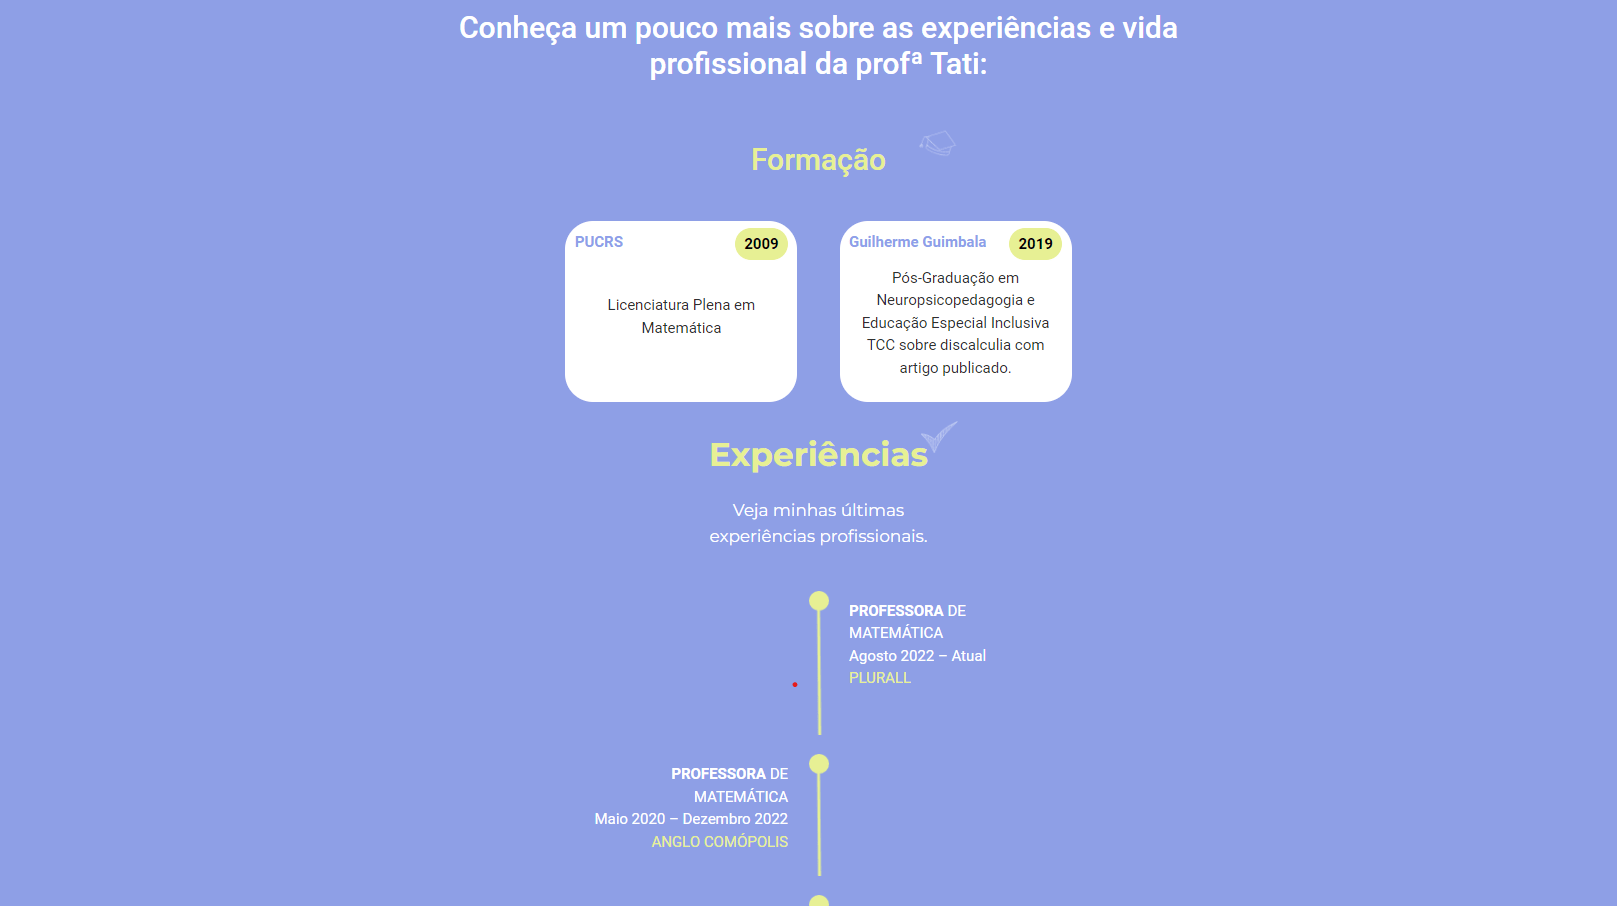 Conheça um pouco mais sobre as experiências e vida
profissional da profª Tati:
Formação
PUCRS
2009
Licenciatura Plena em
Matemática
Guilherme Guimbala
2019
Pós-Graduação em
Neuropsicopedagogia e
Educação Especial Inclusiva
TCC sobre discalculia com
artigo publicado.
Experiências
Veja minhas últimas
experiências profissionais.
PROFESSORA DE
MATEMÁTICA
Agosto 2022 – Atual
PLURALL
PROFESSORA DE
MATEMÁTICA
Maio 2020 – Dezembro 2022
ANGLO COMÓPOLIS